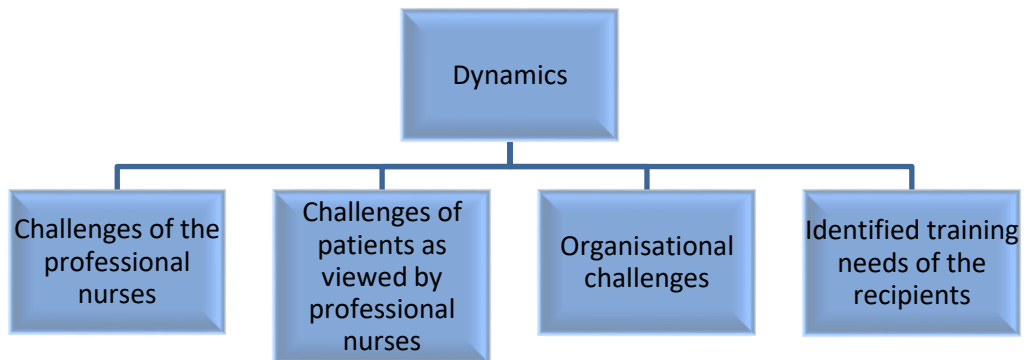 Dynamics
Challenges of the
professional
nurses
Challenges of
patients as
viewed by
professional
nurses
Organisational
challenges
Identified training
needs of the
recipients